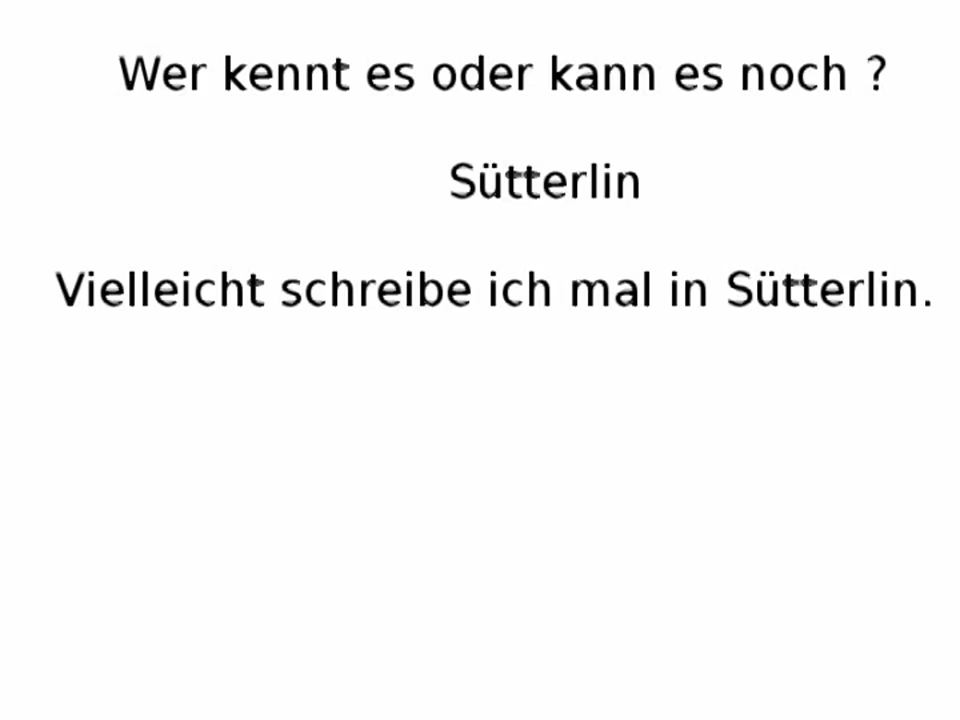 Wer kennt es oder kann es noch ?
Sütterlin
Vielleicht schreibe ich mal in Sütterlin.